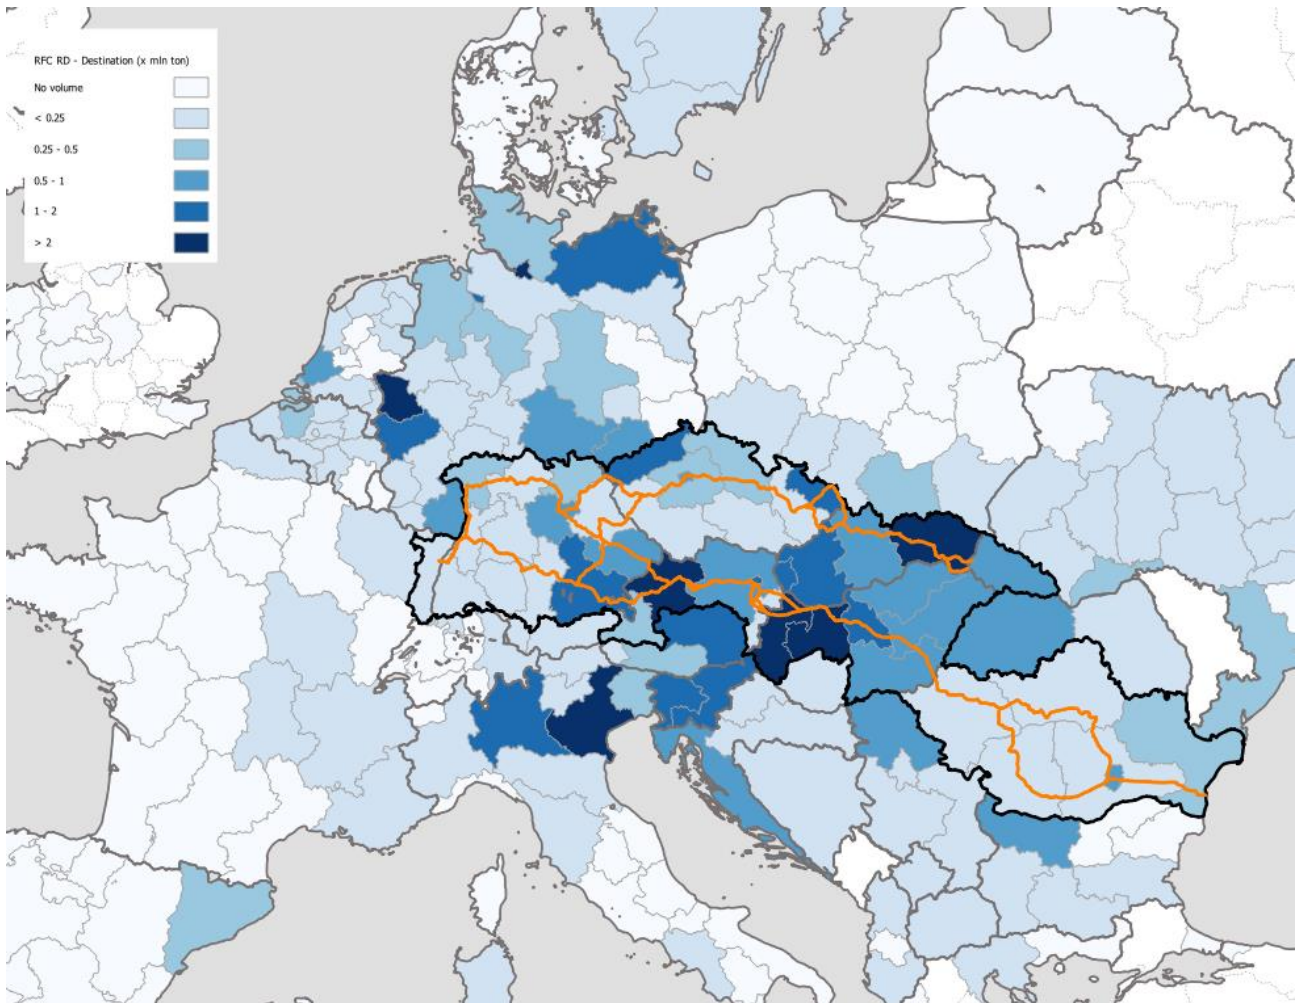 RFC RD - Destination (x mln ton)
No volume
< 0.25
0.25 - 0.5
0.5 - 1
1 - 2
> 2